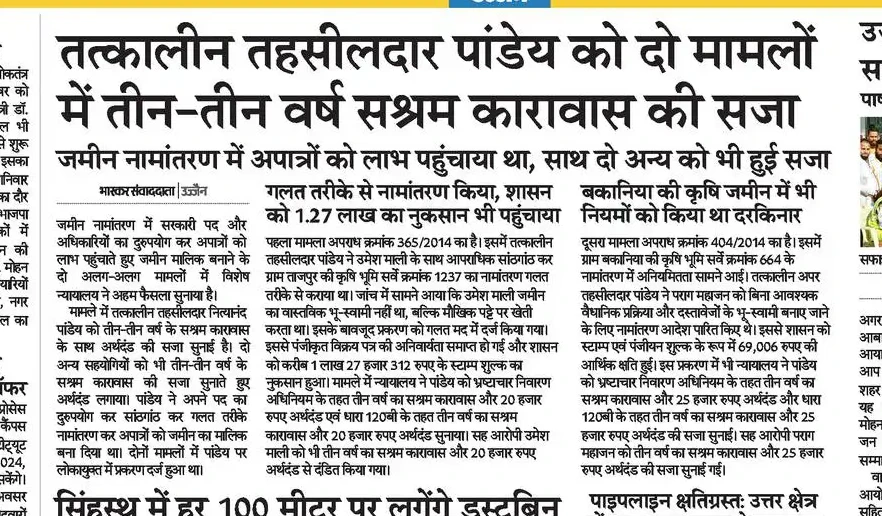 तत्कालीन तहसीलदार पांडेय को दो मामलों
में तीन-तीन वर्ष सश्रम कारावास की सजा
जमीन नामांतरण में अपात्रों को लाभ पहुंचाया था, साथ दो अन्य को भी हुई सजा
भास्कर संवाददाता | उज्जैन
जमीन नामांतरण में सरकारी पद और
अधिकारियों का दुरुपयोग कर अपात्रों को
लाभ पहुंचाते हुए जमीन मालिक बनाने के
दो अलग-अलग मामलों में विशेष
न्यायालय ने अहम फैसला सुनाया है।
मामले में तत्कालीन तहसीलदार नित्यानंद
पांडेय को तीन-तीन वर्ष के सश्रम कारावास
के साथ अर्थदंड की सजा सुनाई है। दो
अन्य सहयोगियों को भी तीन-तीन वर्ष के
सश्रम कारावास की सजा सुनाते हुए
अर्थदंड लगाया। पांडेय ने अपने पद का
दुरुपयोग कर सांठगांठ कर गलत तरीके
नामांतरण कर अपात्रों को जमीन का मालिक
बना दिया था। दोनों मामलों में पांडेय पर
लोकायुक्त में प्रकरण दर्ज हुआ था।
गलत तरीके से नामांतरण किया, शासन
को 1.27 लाख का नुकसान भी पहुंचाया
पहला मामला अपराध क्रमांक 365/2014 का है। इसमें तत्कालीन
तहसीलदार पांडेय ने उमेश माली के साथ आपराधिक सांठगांठ कर
ग्राम ताजपुर की कृषि भूमि सर्वे क्रमांक 1237 का नामांतरण गलत
तरीके से कराया था। जांच में सामने आया कि उमेश माली जमीन
का वास्तविक भू-स्वामी नहीं था, बल्कि मौखिक पट्टे पर खेती
करता था। इसके बावजूद प्रकरण को गलत मद में दर्ज किया गया।
इससे पंजीकृत विक्रय पत्र की अनिवार्यता समाप्त हो गई और शासन
को करीब 1 लाख 27 हजार 312 रुपए के स्टाम्प शुल्क का
नुकसान हुआ। मामले में न्यायालय ने पांडेय को भ्रष्टाचार निवारण
अधिनियम के तहत तीन वर्ष का सश्रम कारावास और 20 हजार
रुपए अर्थदंड एवं धारा 120बी के तहत तीन वर्ष का सश्रम
कारावास और 20 हजार रुपए अर्थदंड सुनाया। सह आरोपी उमेश
माली को भी तीन वर्ष का सश्रम कारावास और 20 हजार रुपए
अर्थदंड से दंडित किया गया।
बकानिया की कृषि जमीन में भी
नियमों को किया था दरकिनार
दूसरा मामला अपराध क्रमांक 404/2014 का है। इसमें
ग्राम बकानिया की कृषि भूमि सर्वे क्रमांक 664 के
नामांतरण में अनियमितता सामने आई। तत्कालीन अपर
तहसीलदार पांडेय ने पराग महाजन को बिना आवश्यक
वैधानिक प्रक्रिया और दस्तावेजों के भू-स्वामी बनाए जाने
के लिए नामांतरण आदेश पारित किए थे। इससे शासन को
स्टाम्प एवं पंजीयन शुल्क के रूप में 69,006 रुपए की
आर्थिक क्षति हुई। इस प्रकरण में भी न्यायालय ने पांडेय
को भ्रष्टाचार निवारण अधिनियम के तहत तीन वर्ष का
सश्रम कारावास और 25 हजार रुपए अर्थदंड और धारा
120बी के तहत तीन वर्ष का सश्रम कारावास और 25
हजार रुपए अर्थदंड की सजा सुनाई। सह आरोपी पराग
महाजन को तीन वर्ष का सश्रम कारावास और 25 हजार
रुपए अर्थदंड की सजा सुनाई गई।
सिंहस्थ में हर 100 मीटर पर लगेंगे डस्टबिन
पाइपलाइन क्षतिग्रस्त: उत्तर क्षेत्र